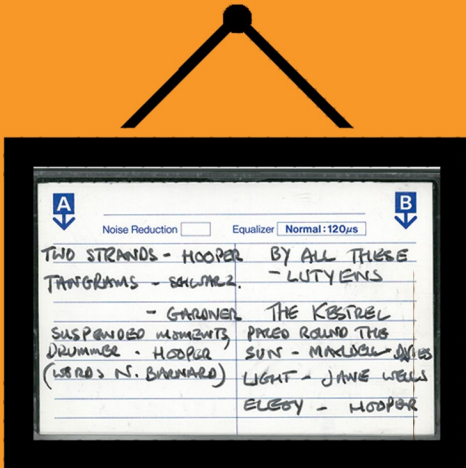 A
B
Noise Reduction
Equalizer Normal:120µs
TWO STRANDS - HOOPER
TANGRAMS - SCHWARZ.
- GARDNER
SUSPENDED MOMENTS,
DRUMMER - HOOPER
(WORDS N. BARNARD)
BY ALL THESE
- LUTYENS
THE KESTREL
PACED ROUND THE
SUN - MAXWELL DAVIES
LIGHT - JANE WELLS
ELEGY - HOOPER